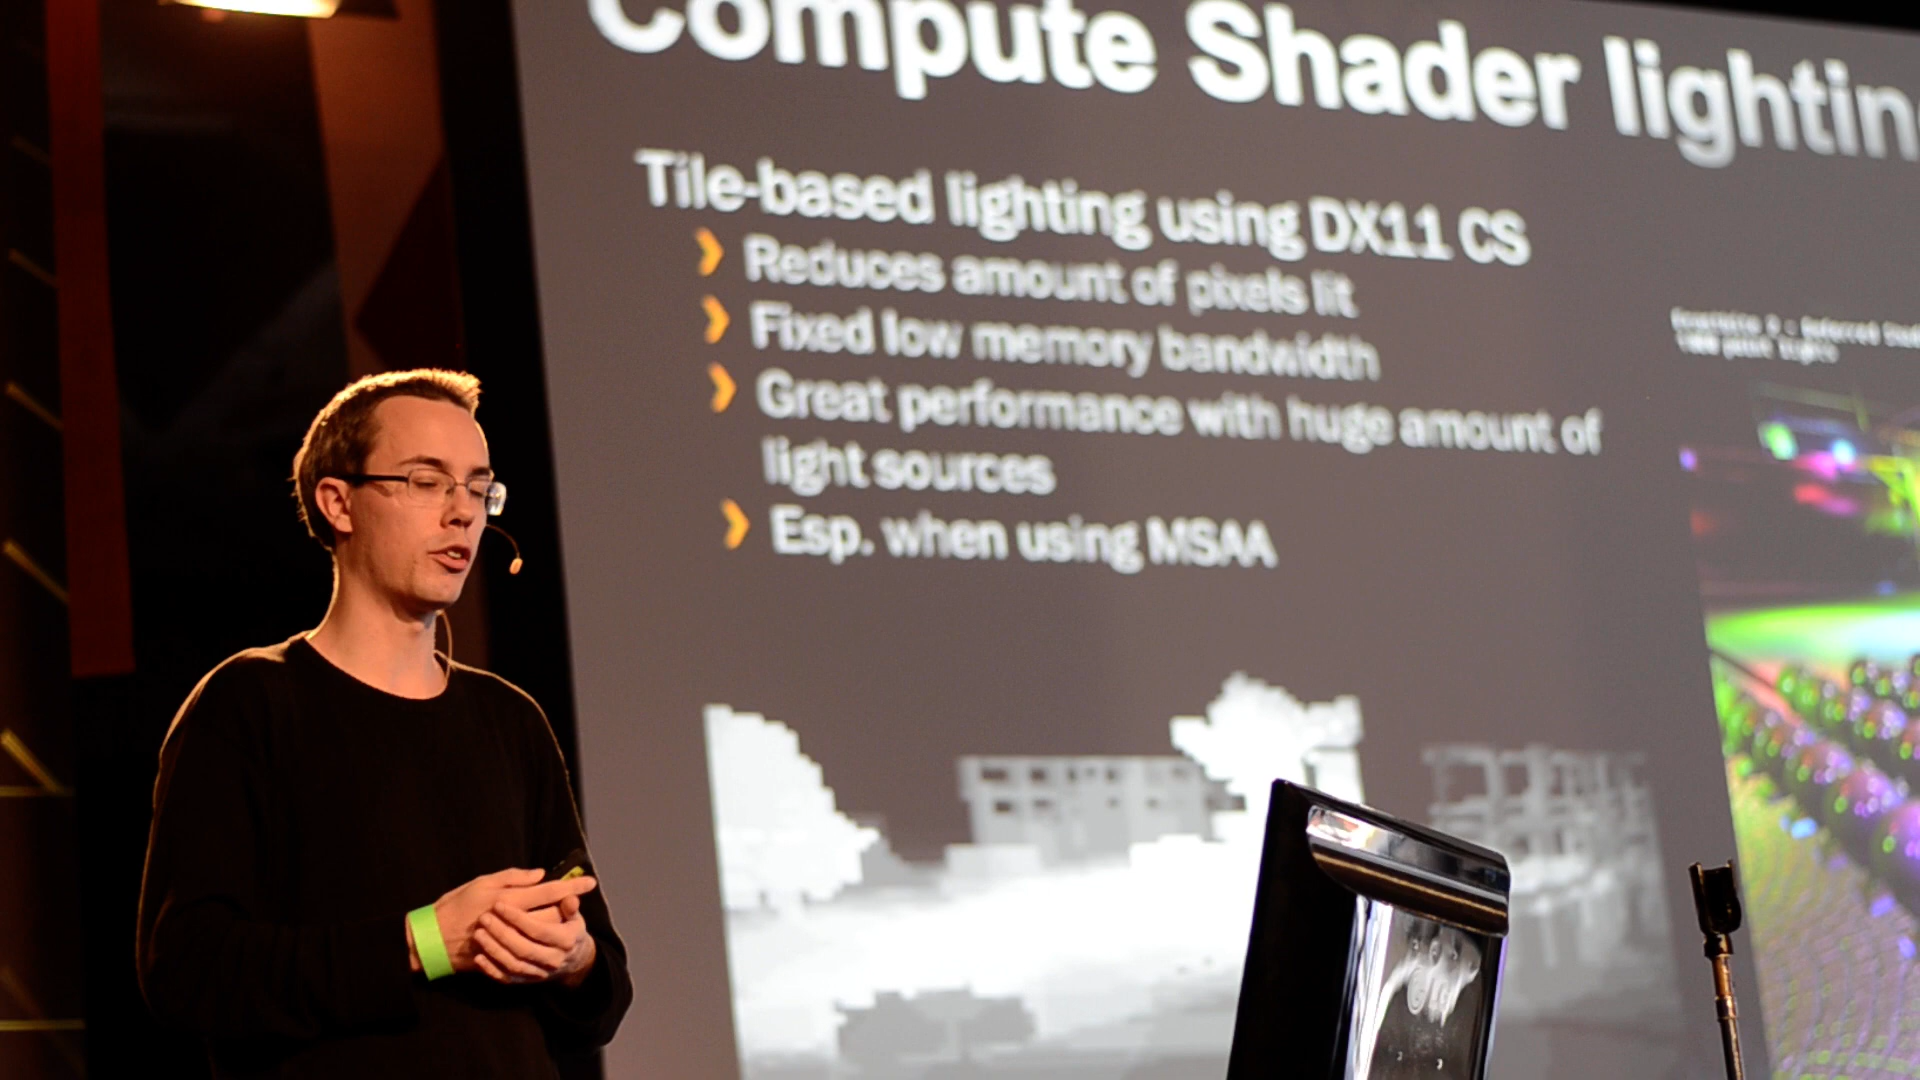 Compute Shader lighting
Tile-based lighting using DX11 CS
Reduces amount of pixels lit
Fixed low memory bandwidth
Great performance with huge amount of
light sources
Esp. when using MSAA